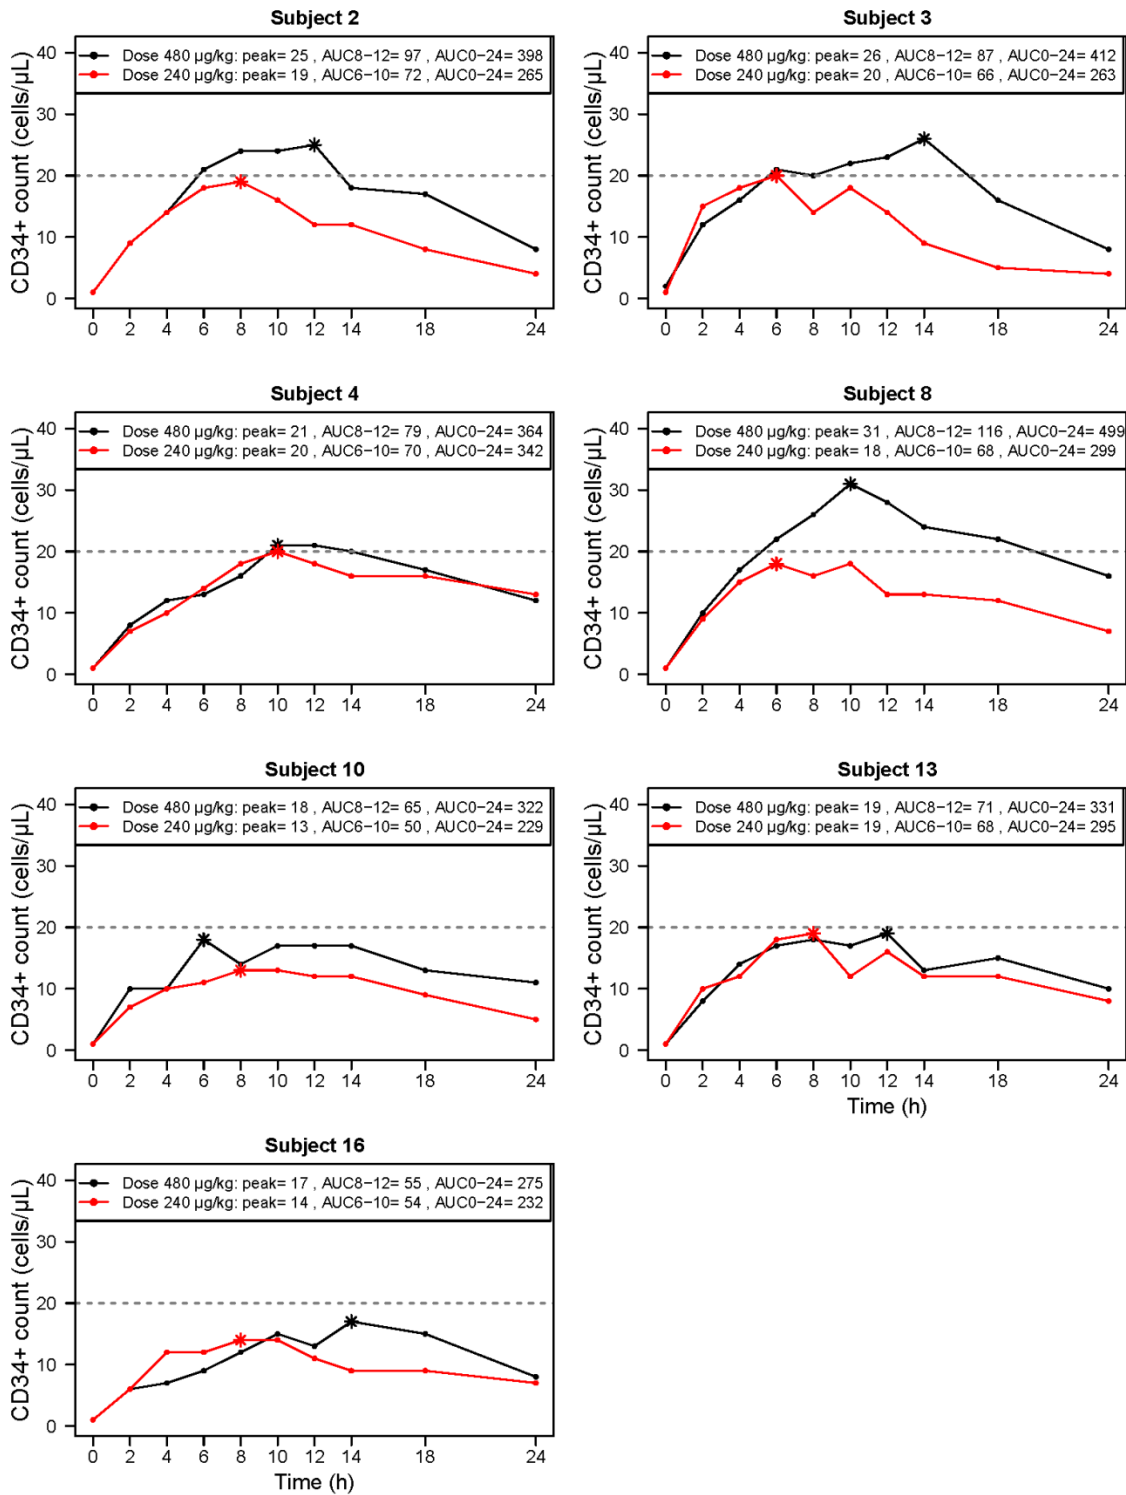 Subject 2
CD34+ count (cells/µL)
40
30
20
10
0
Dose 480 µg/kg: peak= 25 , AUC8−12= 97 , AUC0−24= 398
Dose 240 µg/kg: peak= 19 , AUC6−10= 72 , AUC0−24= 265
0 2 4 6 8 10 12 14 18 24
Subject 3
CD34+ count (cells/µL)
40
30
20
10
0
Dose 480 µg/kg: peak= 26 , AUC8−12= 87 , AUC0−24= 412
Dose 240 µg/kg: peak= 20 , AUC6−10= 66 , AUC0−24= 263
0 2 4 6 8 10 12 14 18 24
Subject 4
CD34+ count (cells/µL)
40
30
20
10
0
Dose 480 µg/kg: peak= 21 , AUC8−12= 79 , AUC0−24= 364
Dose 240 µg/kg: peak= 20 , AUC6−10= 70 , AUC0−24= 342
0 2 4 6 8 10 12 14 18 24
Subject 8
CD34+ count (cells/µL)
40
30
20
10
0
Dose 480 µg/kg: peak= 31 , AUC8−12= 116 , AUC0−24= 499
Dose 240 µg/kg: peak= 18 , AUC6−10= 68 , AUC0−24= 299
0 2 4 6 8 10 12 14 18 24
Subject 10
CD34+ count (cells/µL)
40
30
20
10
0
Dose 480 µg/kg: peak= 18 , AUC8−12= 65 , AUC0−24= 322
Dose 240 µg/kg: peak= 13 , AUC6−10= 50 , AUC0−24= 229
0 2 4 6 8 10 12 14 18 24
Subject 13
CD34+ count (cells/µL)
40
30
20
10
0
Dose 480 µg/kg: peak= 19 , AUC8−12= 71 , AUC0−24= 331
Dose 240 µg/kg: peak= 19 , AUC6−10= 68 , AUC0−24= 295
0 2 4 6 8 10 12 14 18 24
Time (h)
Subject 16
CD34+ count (cells/µL)
40
30
20
10
0
Dose 480 µg/kg: peak= 17 , AUC8−12= 55 , AUC0−24= 275
Dose 240 µg/kg: peak= 14 , AUC6−10= 54 , AUC0−24= 232
0 2 4 6 8 10 12 14 18 24
Time (h)